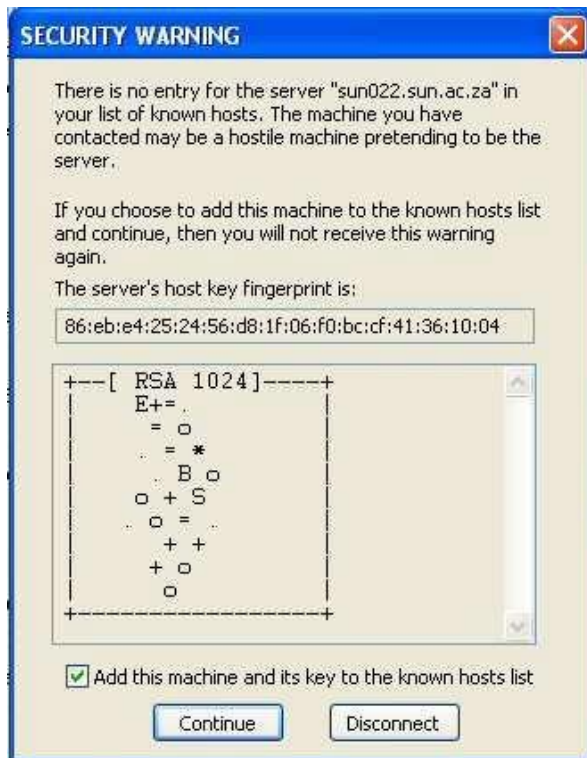 SECURITY WARNING
There is no entry for the server "sun022.sun.ac.za" in
your list of known hosts. The machine you have
contacted may be a hostile machine pretending to be the
server.
If you choose to add this machine to the known hosts list
and continue, then you will not receive this warning
again.
The server's host key fingerprint is:
86:eb:e4:25:24:56:d8:1f:06:f0:bc:cf:41:36:10:04
+--[ RSA 1024]----+
|    E+=.         |
|     = o         |
|    . = *        |
|     . B o       |
|    o + S        |
|   . o = .       |
|      + +        |
|     + o         |
|      o          |
+-----------------+
Add this machine and its key to the known hosts list
Continue Disconnect